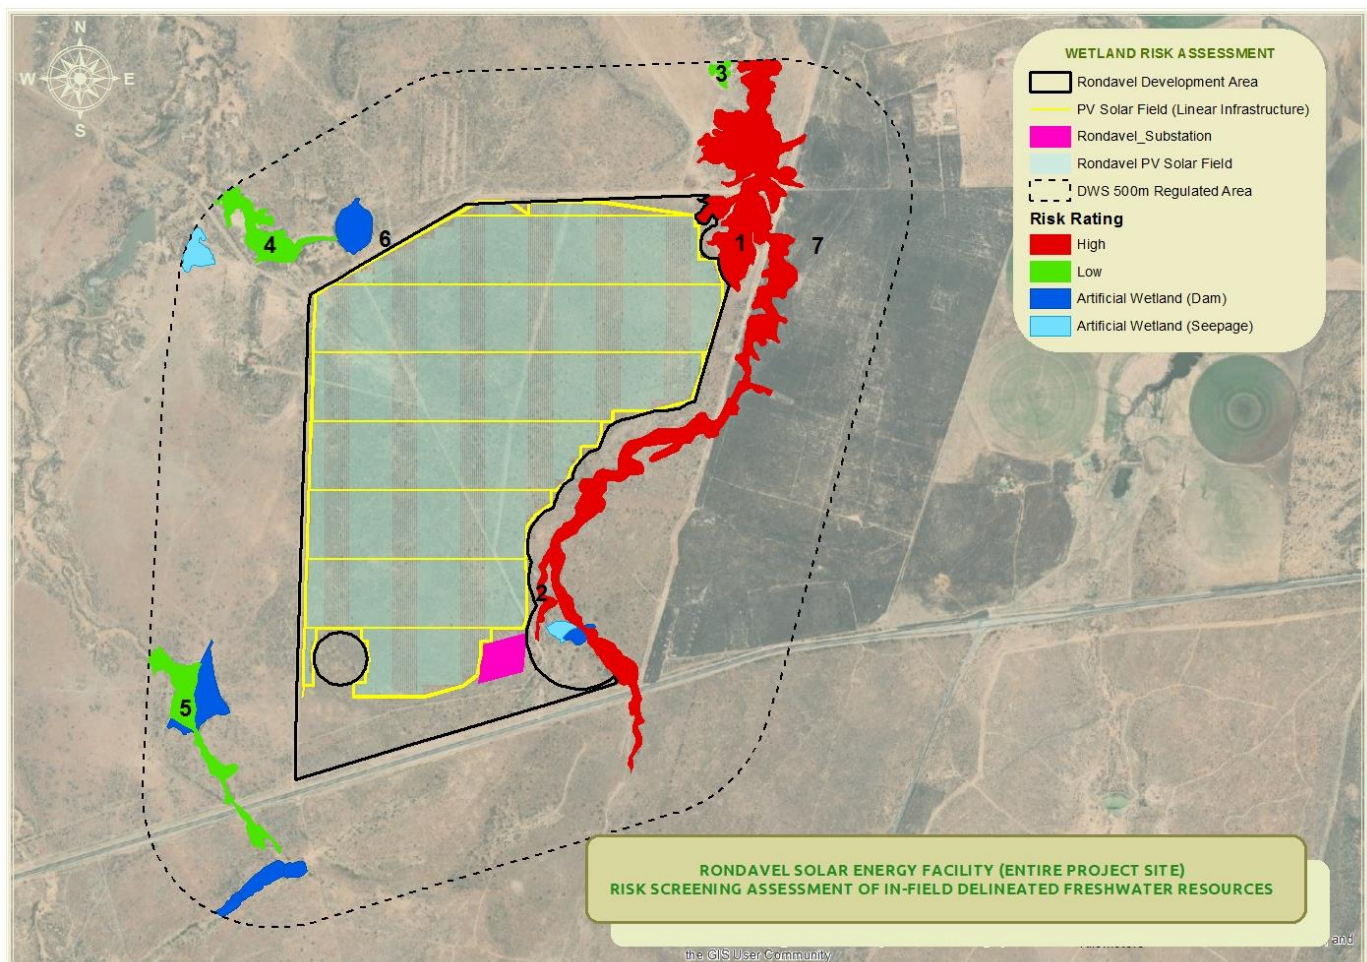 N
W E
S
WETLAND RISK ASSESSMENT
Rondavel Development Area
PV Solar Field (Linear Infrastructure)
Rondavel_Substation
Rondavel PV Solar Field
DWS 500m Regulated Area
Risk Rating
High
Low
Artificial Wetland (Dam)
Artificial Wetland (Seepage)
3
4
6
1
7
2
5
RONDAVEL SOLAR ENERGY FACILITY (ENTIRE PROJECT SITE)
RISK SCREENING ASSESSMENT OF IN-FIELD DELINEATED FRESHWATER RESOURCES
and
the GIS User Community